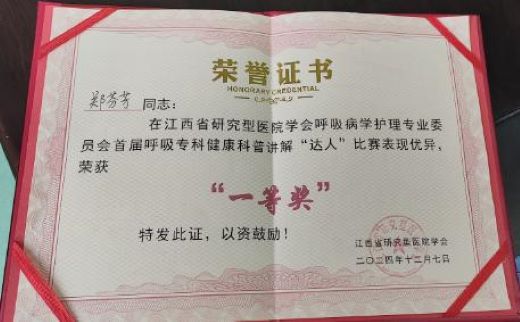 荣誉证书
HONORARY CREDENTIAL
郑芬芳 同志：
在江西省研究型医院学会呼吸病学护理专业委
员会首届呼吸专科健康科普讲解“达人”比赛表现优异，
荣获
“一等奖”
特发此证，以资鼓励！
江西省研究型医院学会
二〇二四年十二月七日